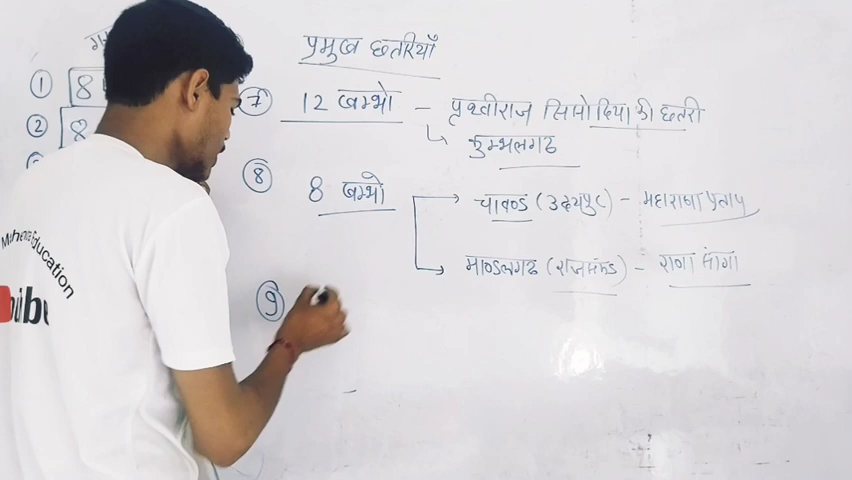 प्रमुख छतरियाँ
① 8
② 8
⑦ 12 खम्भो – पृथ्वीराज सिसोदिया की छतरी
कुम्भलगढ
⑧ 8 खम्भो
चावण्ड (उदयपुर) – महाराणा प्रताप
माण्डलगढ (राजसमंद) – राणा सांगा
⑨
Education